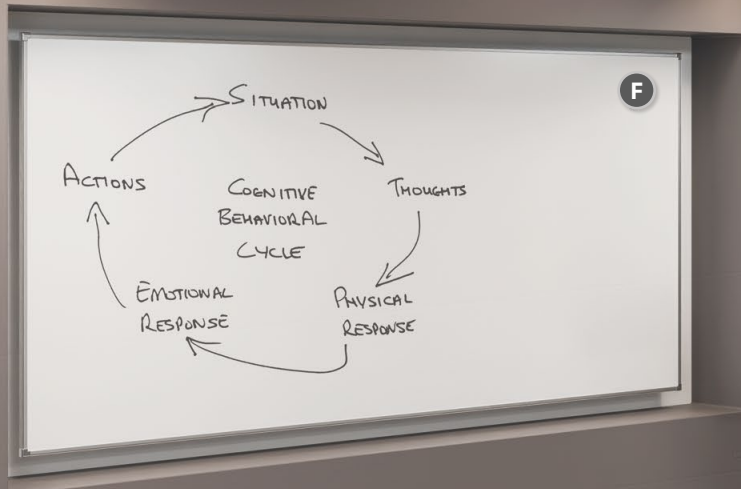 F
SITUATION
ACTIONS
THOUGHTS
COGNITIVE
BEHAVIORAL
CYCLE
EMOTIONAL
RESPONSE
PHYSICAL
RESPONSE